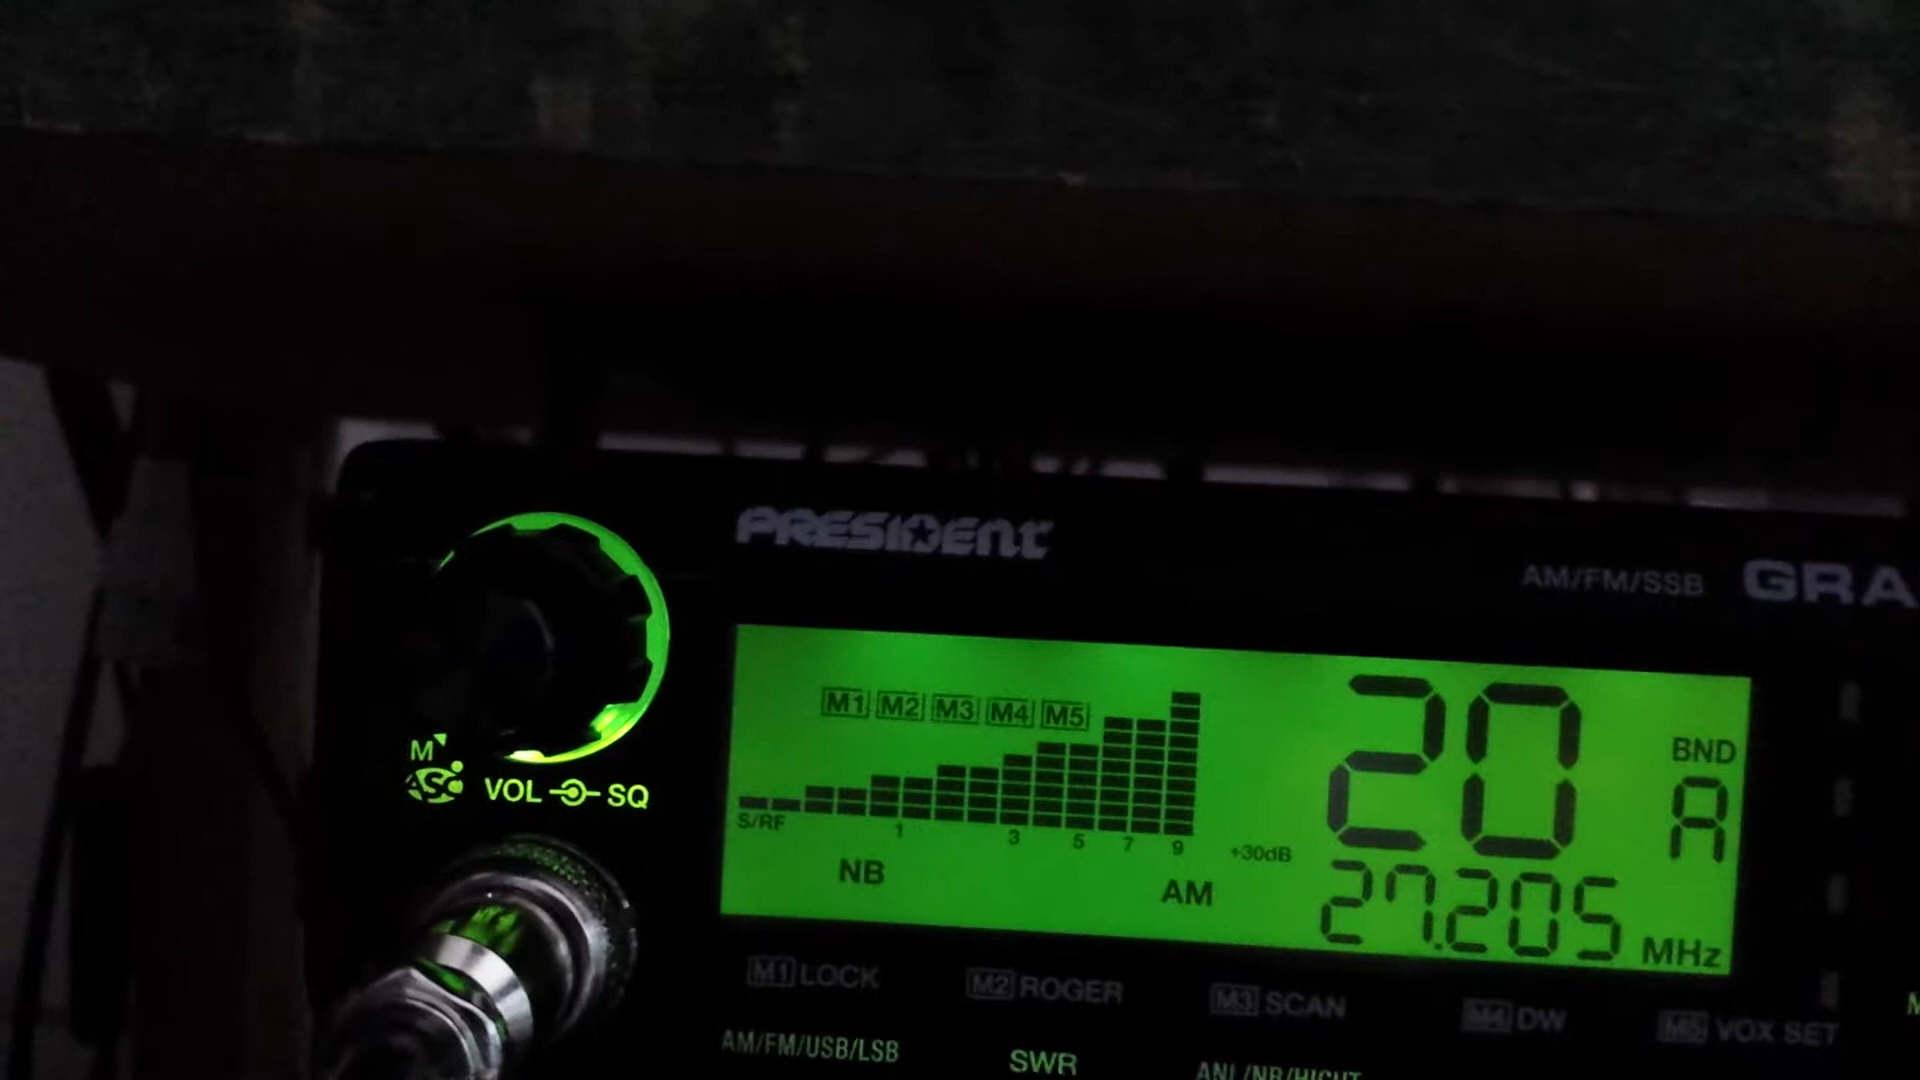 PRESIDENT
AM/FM/SSB GRA
M1 M2 M3 M4 M5
20
BND
A
S/RF 1 3 5 7 9 +30dB
NB AM
27.205 MHz
M
ASC VOL SQ
M1 LOCK M2 ROGER M3 SCAN M4 DW M5 VOX SET
AM/FM/USB/LSB SWR ANL/NB/HICUT